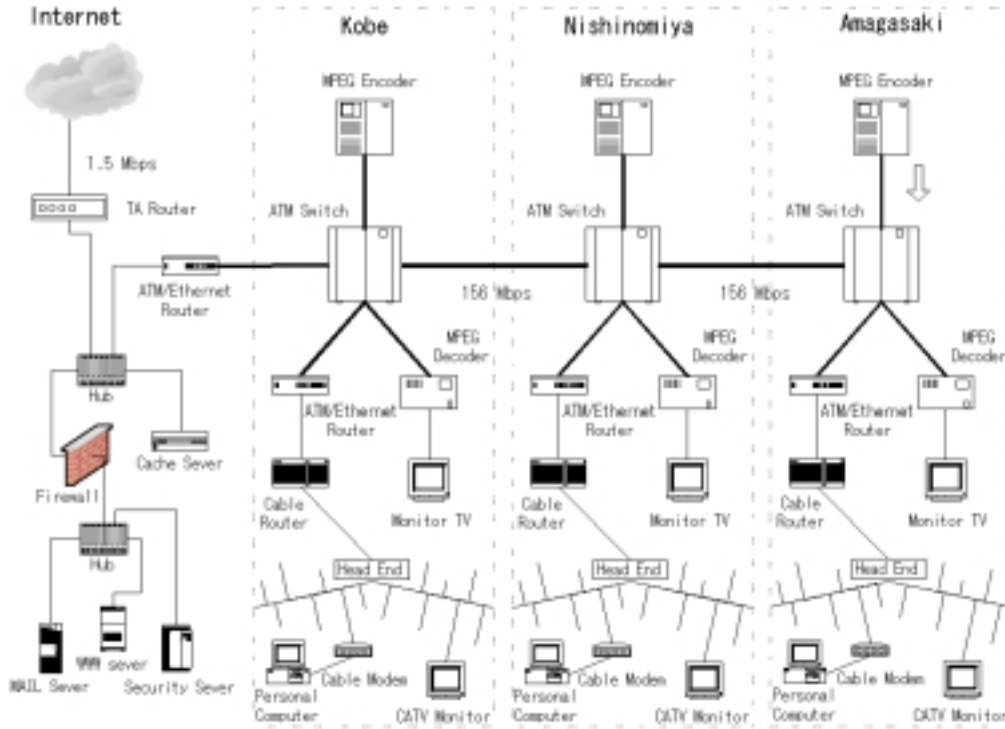 Internet
1.5 Mbps
TA Router
ATM/Ethernet
Router
Hub
Cache Sever
Firewall
Hub
WWW sever
MAIL Sever
Security Sever
Kobe
MPEG Encoder
ATM Switch
156 Mbps
MPEG
Decoder
ATM/Ethernet
Router
Cable
Router
Monitor TV
Head End
Cable Modem
Personal
Computer
CATV Monitor
Nishinomiya
MPEG Encoder
ATM Switch
156 Mbps
MPEG
Decoder
ATM/Ethernet
Router
Cable
Router
Monitor TV
Head End
Cable Modem
Personal
Computer
CATV Monitor
Amagasaki
MPEG Encoder
ATM Switch
MPEG
Decoder
ATM/Ethernet
Router
Cable
Router
Monitor TV
Head End
Cable Modem
Personal
Computer
CATV Monitor